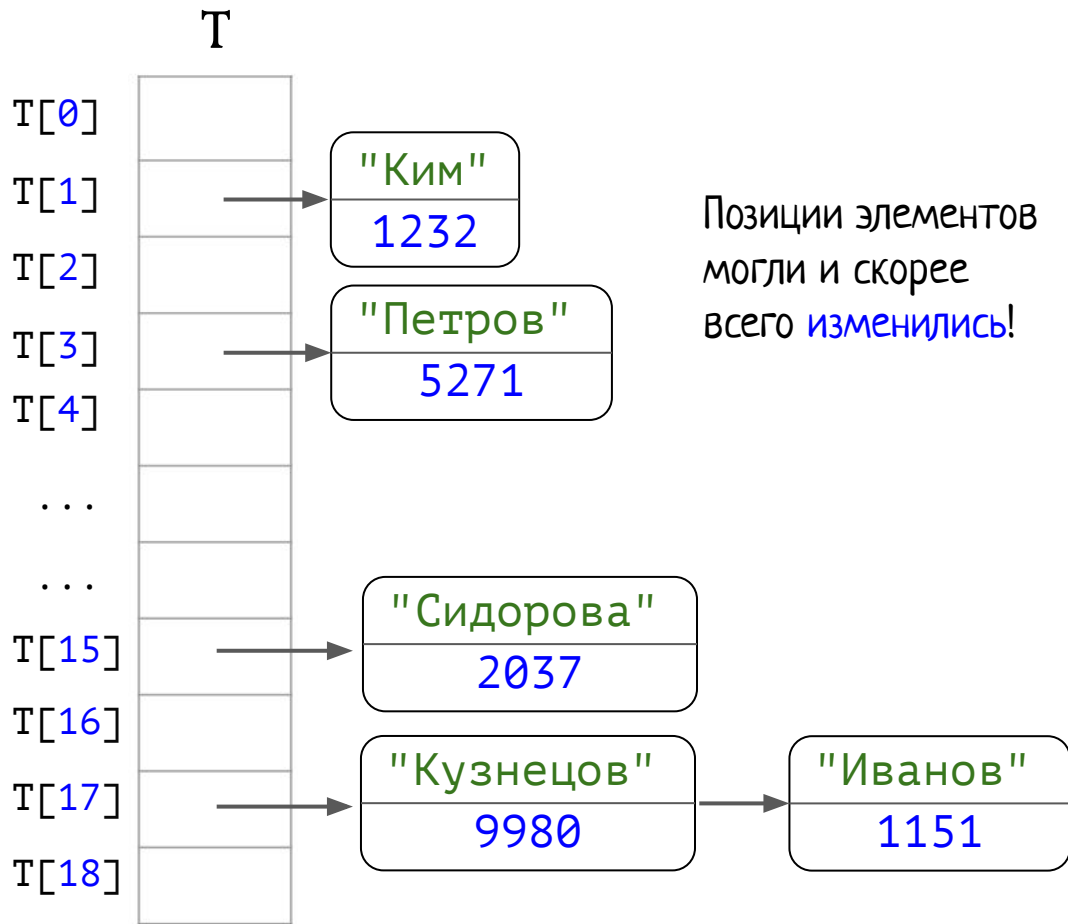 T
T[0]
T[1]
"Ким"
1232
Позиции элементов
могли и скорее
всего изменились!
T[2]
T[3]
"Петров"
5271
T[4]
...
...
T[15]
"Сидорова"
2037
T[16]
T[17]
"Кузнецов"
9980
"Иванов"
1151
T[18]